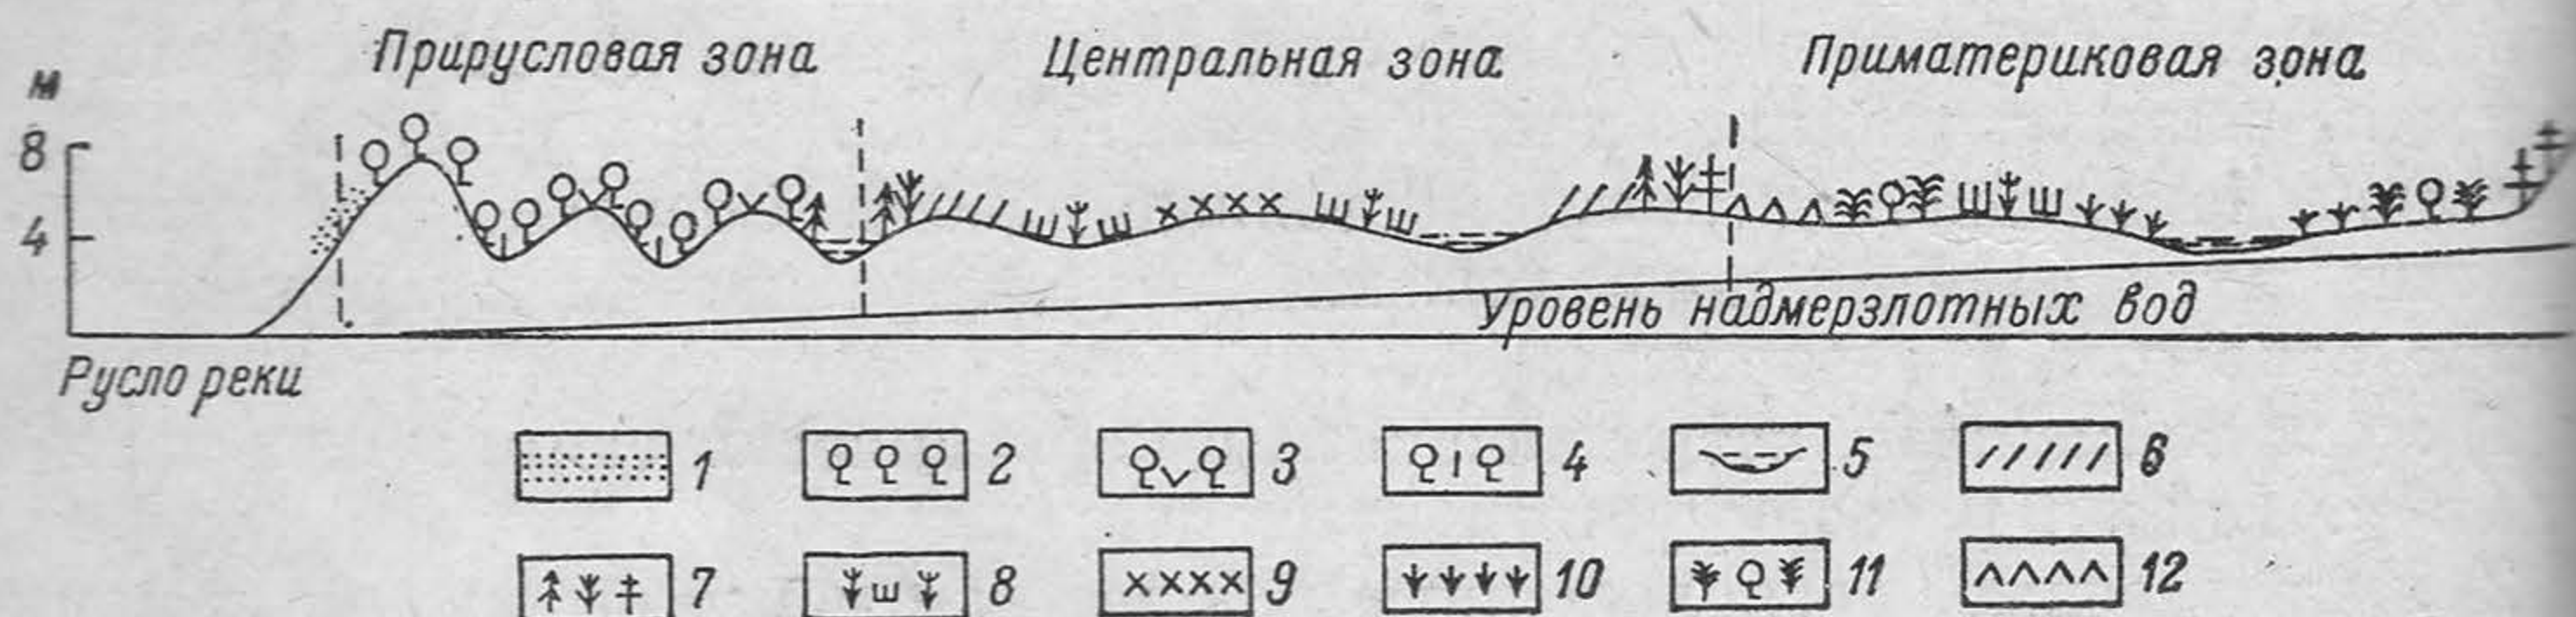 Прирусловая зона Центральная зона Приматериковая зона
м
8
4
Уровень надмерзлотных вод
Русло реки
1 2 3 4 5 6
7 8 9 10 11 12